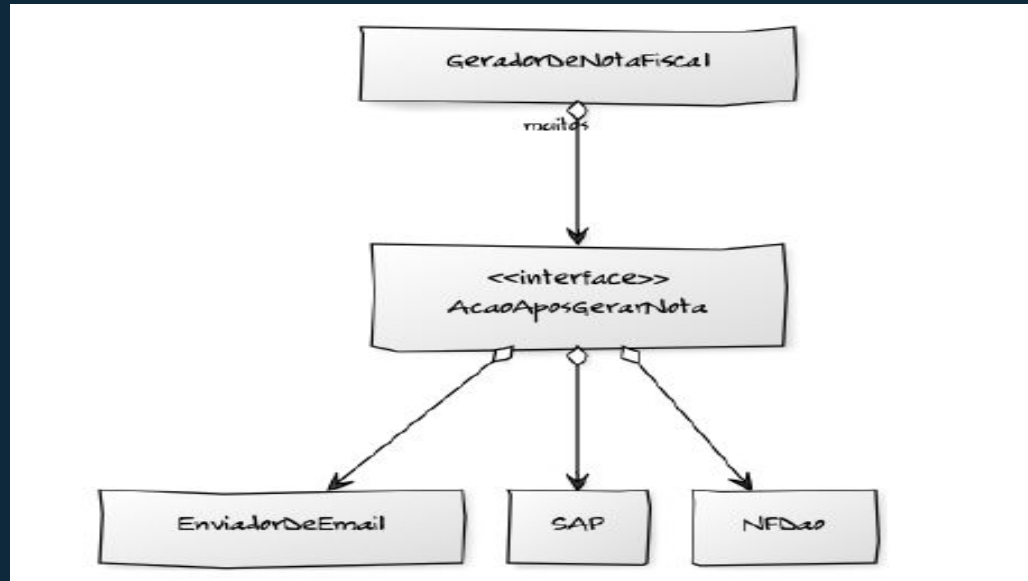 GeradorDeNotaFiscal
muitos
<<interface>>
AcaoAposGerarNota
EnviadorDeEmail
SAP
NFDao